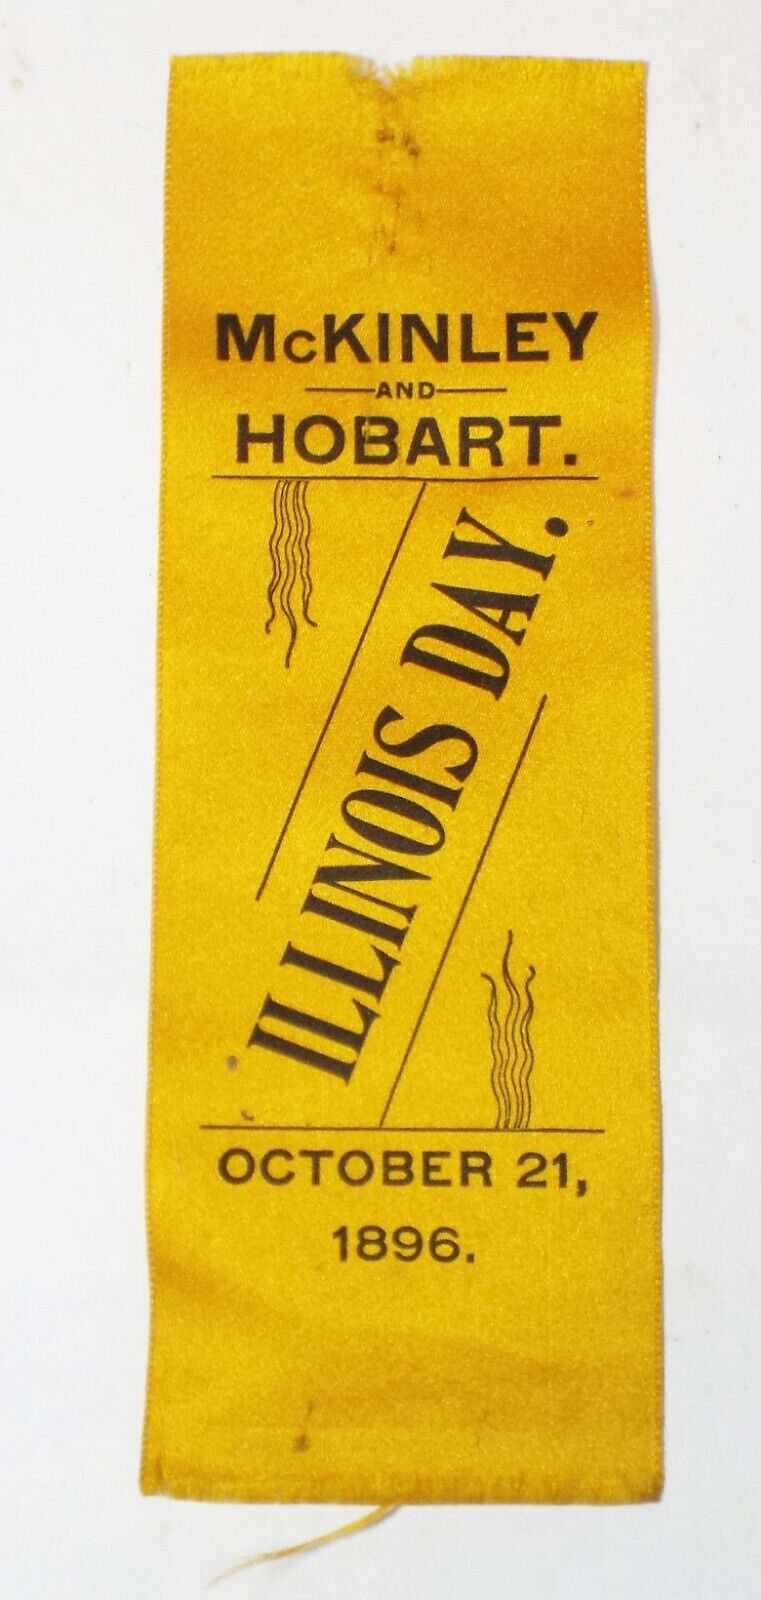 McKINLEY
AND
HOBART.
ILLINOIS DAY.
OCTOBER 21,
1896.